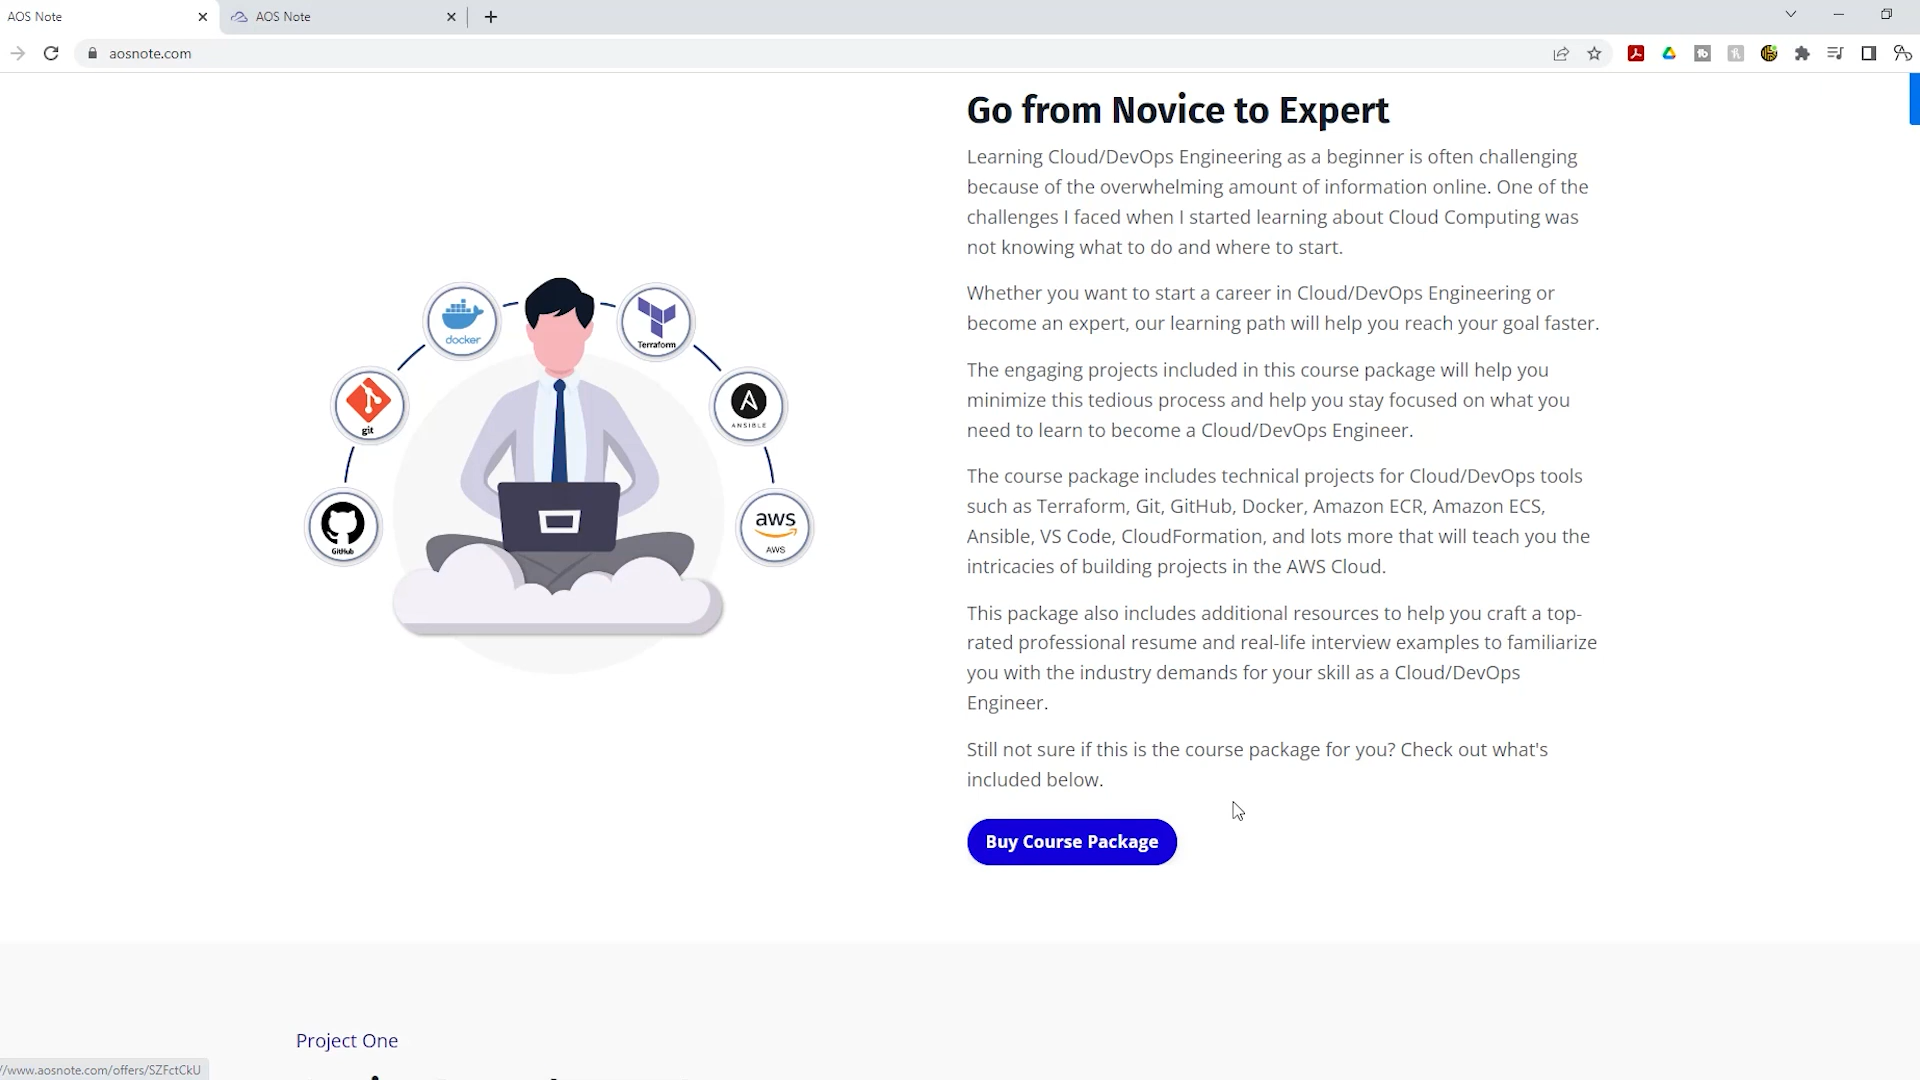 AOS Note
AOS Note
aosnote.com
Go from Novice to Expert
Learning Cloud/DevOps Engineering as a beginner is often challenging
because of the overwhelming amount of information online. One of the
challenges I faced when I started learning about Cloud Computing was
not knowing what to do and where to start.
Whether you want to start a career in Cloud/DevOps Engineering or
become an expert, our learning path will help you reach your goal faster.
The engaging projects included in this course package will help you
minimize this tedious process and help you stay focused on what you
need to learn to become a Cloud/DevOps Engineer.
The course package includes technical projects for Cloud/DevOps tools
such as Terraform, Git, GitHub, Docker, Amazon ECR, Amazon ECS,
Ansible, VS Code, CloudFormation, and lots more that will teach you the
intricacies of building projects in the AWS Cloud.
This package also includes additional resources to help you craft a top-
rated professional resume and real-life interview examples to familiarize
you with the industry demands for your skill as a Cloud/DevOps
Engineer.
Still not sure if this is the course package for you? Check out what's
included below.
Buy Course Package
docker
Terraform
git
ANSIBLE
GitHub
aws
AWS
Project One
//www.aosnote.com/offers/SZFctCkU